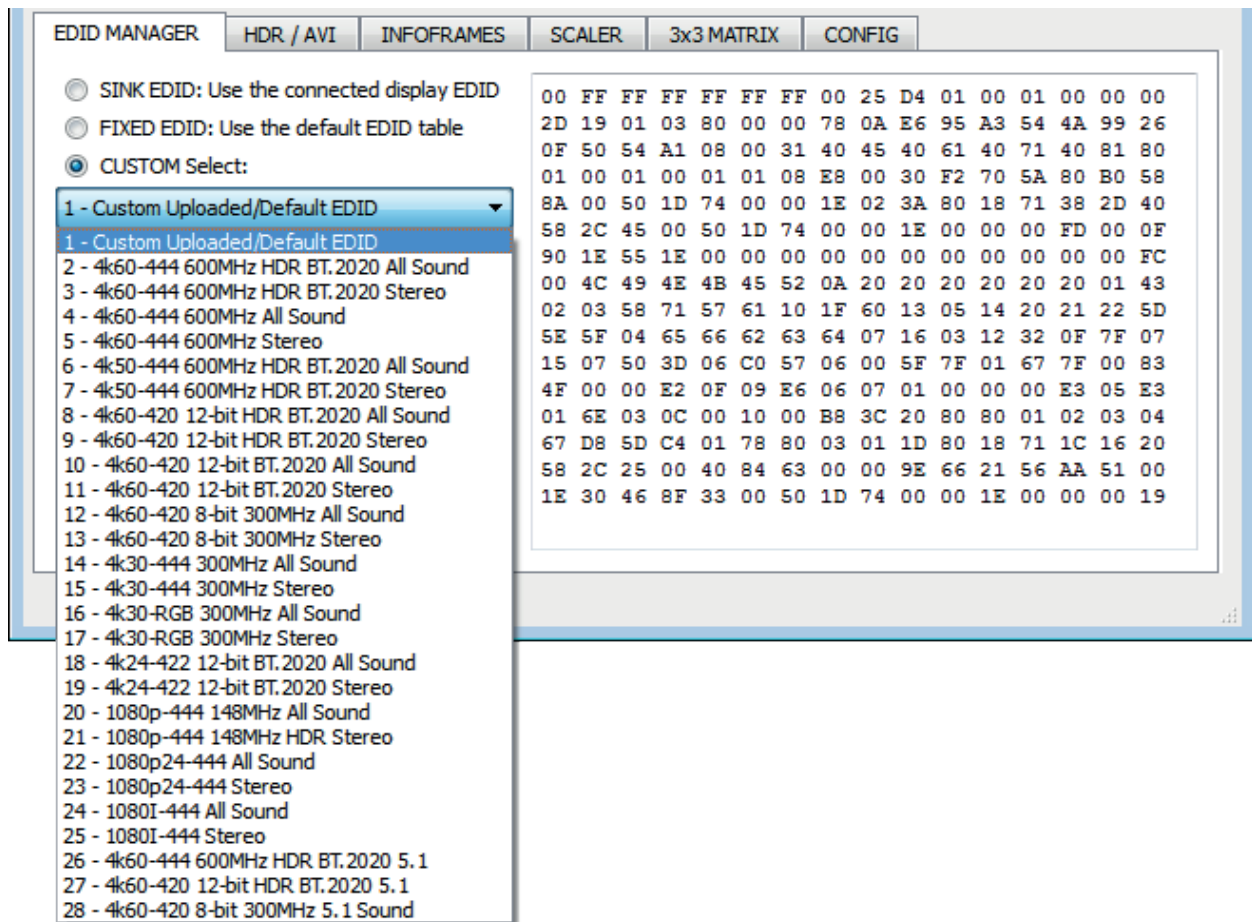 EDID MANAGER HDR / AVI INFOFRAMES SCALER 3x3 MATRIX CONFIG
SINK EDID: Use the connected display EDID
FIXED EDID: Use the default EDID table
CUSTOM Select:
1 - Custom Uploaded/Default EDID
1 - Custom Uploaded/Default EDID
2 - 4k60-444 600MHz HDR BT.2020 All Sound
3 - 4k60-444 600MHz HDR BT.2020 Stereo
4 - 4k60-444 600MHz All Sound
5 - 4k60-444 600MHz Stereo
6 - 4k50-444 600MHz HDR BT.2020 All Sound
7 - 4k50-444 600MHz HDR BT.2020 Stereo
8 - 4k60-420 12-bit HDR BT.2020 All Sound
9 - 4k60-420 12-bit HDR BT.2020 Stereo
10 - 4k60-420 12-bit BT.2020 All Sound
11 - 4k60-420 12-bit BT.2020 Stereo
12 - 4k60-420 8-bit 300MHz All Sound
13 - 4k60-420 8-bit 300MHz Stereo
14 - 4k30-444 300MHz All Sound
15 - 4k30-444 300MHz Stereo
16 - 4k30-RGB 300MHz All Sound
17 - 4k30-RGB 300MHz Stereo
18 - 4k24-422 12-bit BT.2020 All Sound
19 - 4k24-422 12-bit BT.2020 Stereo
20 - 1080p-444 148MHz All Sound
21 - 1080p-444 148MHz HDR Stereo
22 - 1080p24-444 All Sound
23 - 1080p24-444 Stereo
24 - 1080I-444 All Sound
25 - 1080I-444 Stereo
26 - 4k60-444 600MHz HDR BT.2020 5.1
27 - 4k60-420 12-bit HDR BT.2020 5.1
28 - 4k60-420 8-bit 300MHz 5.1 Sound
00 FF FF FF FF FF FF 00 25 D4 01 00 01 00 00 00
2D 19 01 03 80 00 00 78 0A E6 95 A3 54 4A 99 26
0F 50 54 A1 08 00 31 40 45 40 61 40 71 40 81 80
01 00 01 00 01 01 08 E8 00 30 F2 70 5A 80 B0 58
8A 00 50 1D 74 00 00 1E 02 3A 80 18 71 38 2D 40
58 2C 45 00 50 1D 74 00 00 1E 00 00 00 FD 00 0F
90 1E 55 1E 00 00 00 00 00 00 00 00 00 00 00 FC
00 4C 49 4E 4B 45 52 0A 20 20 20 20 20 20 01 43
02 03 58 71 57 61 10 1F 60 13 05 14 20 21 22 5D
5E 5F 04 65 66 62 63 64 07 16 03 12 32 0F 7F 07
15 07 50 3D 06 C0 57 06 00 5F 7F 01 67 7F 00 83
4F 00 00 E2 0F 09 E6 06 07 01 00 00 00 E3 05 E3
01 6E 03 0C 00 10 00 B8 3C 20 80 80 01 02 03 04
67 D8 5D C4 01 78 80 03 01 1D 80 18 71 1C 16 20
58 2C 25 00 40 84 63 00 00 9E 66 21 56 AA 51 00
1E 30 46 8F 33 00 50 1D 74 00 00 1E 00 00 00 19